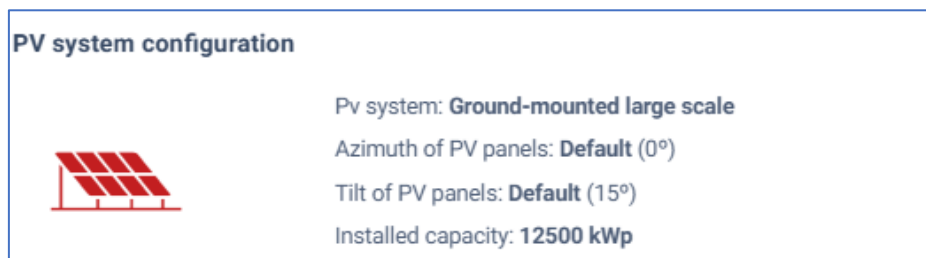 PV system configuration
Pv system: Ground-mounted large scale
Azimuth of PV panels: Default (0º)
Tilt of PV panels: Default (15º)
Installed capacity: 12500 kWp